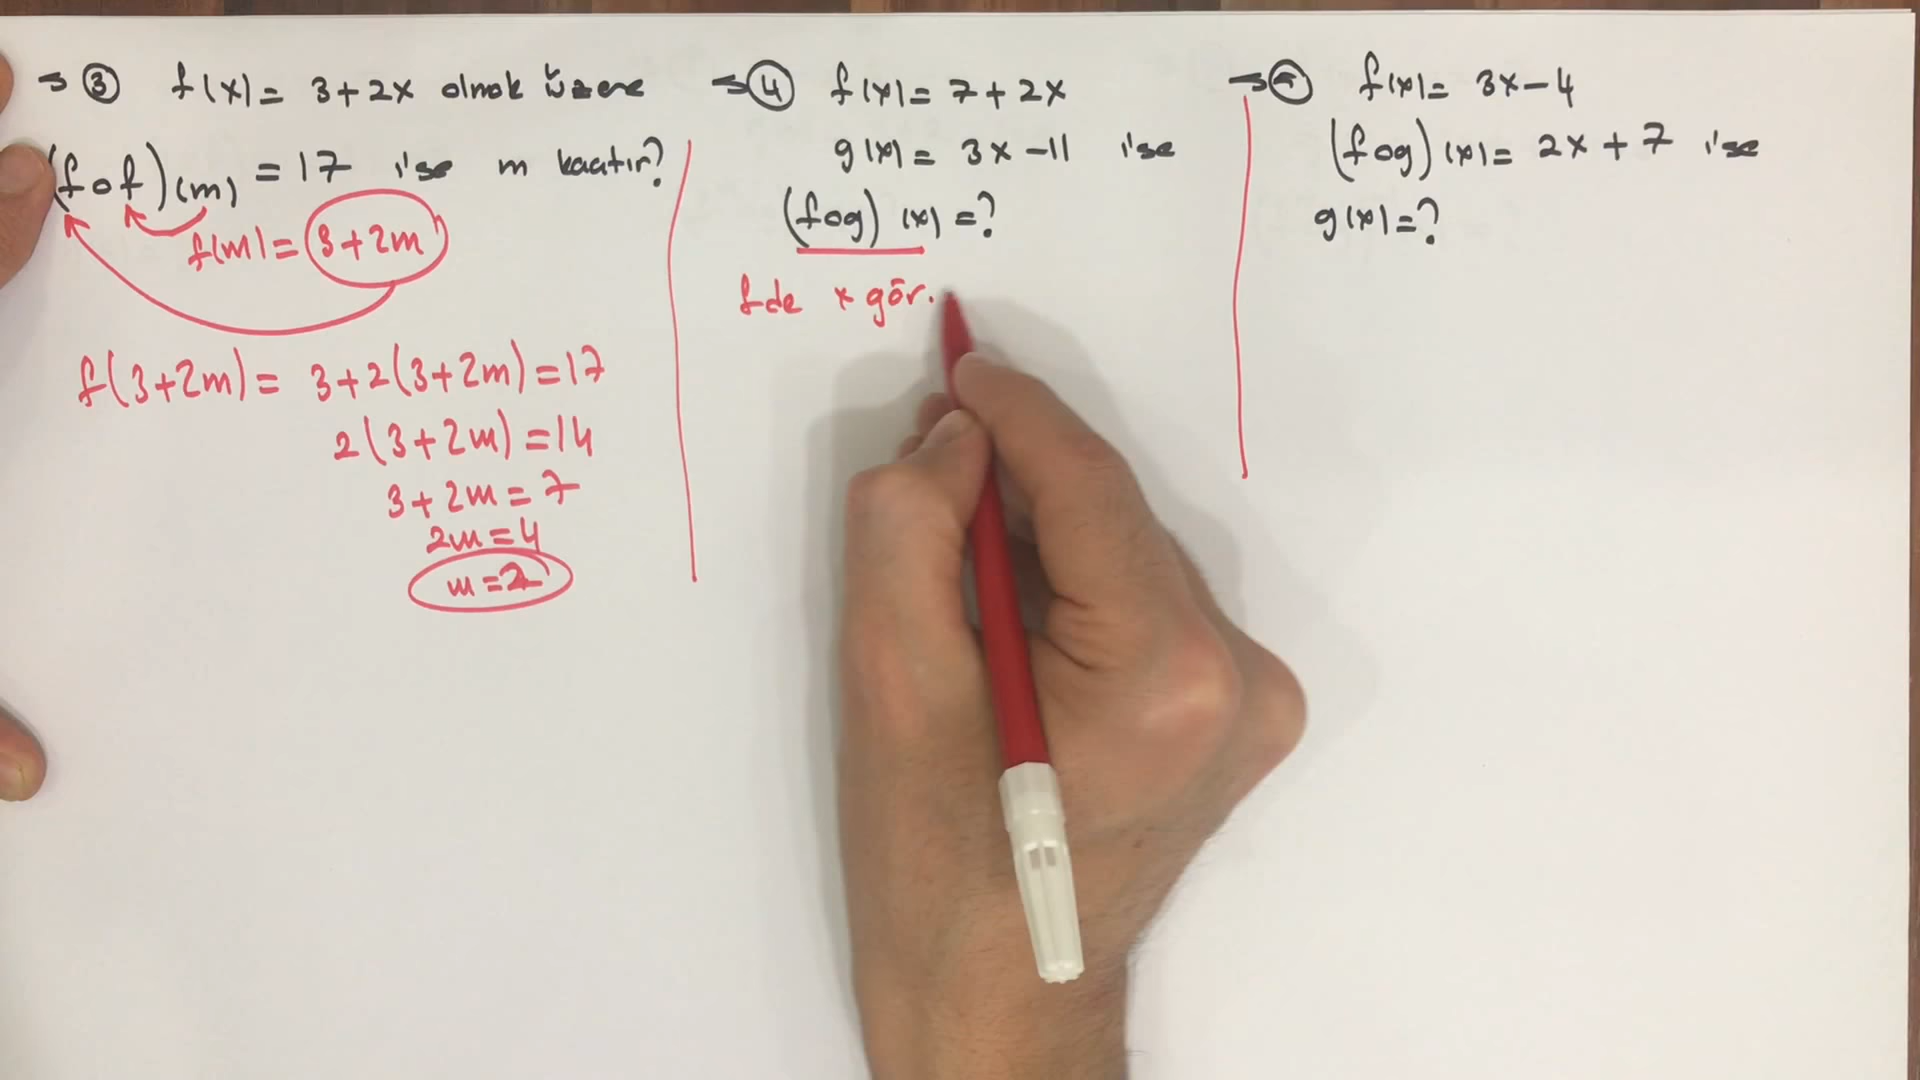 → ③ f(x) = 3+2x olmak üzere
(fof)(m) = 17 ise m kaçtır?
f(m) = 3+2m
f(3+2m) = 3+2(3+2m) = 17
2(3+2m) = 14
3+2m = 7
2m = 4
m = 2
→ ④ f(x) = 7+2x
g(x) = 3x-11 ise
(fog)(x) = ?
f de x gör.
f(x) = 3x-4
(fog)(x) = 2x+7 ise
g(x) = ?